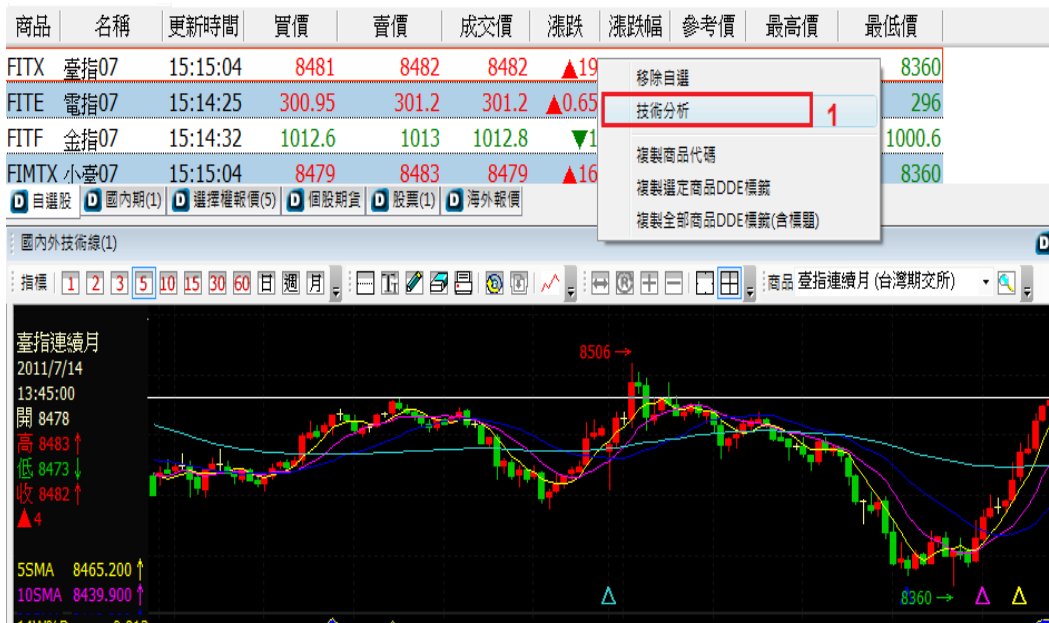 商品 名稱 更新時間 買價 賣價 成交價 漲跌 漲跌幅 參考價 最高價 最低價
FITX 臺指07 15:15:04 8481 8482 8482 ▲19 8360
FITE 電指07 15:14:25 300.95 301.2 301.2 ▲0.65 296
FITF 金指07 15:14:32 1012.6 1013 1012.8 ▼1 1000.6
FIMTX 小臺07 15:15:04 8479 8483 8479 ▲16 8360
移除自選
技術分析 1
複製商品代碼
複製選定商品DDE標籤
複製全部商品DDE標籤(含標題)
D 自選股 D 國內期(1) D 選擇權報價(5) D 個股期貨 D 股票(1) D 海外報價
國內外技術線(1) D
指標 1 2 3 5 10 15 30 60 日 週 月 商品 臺指連續月 (台灣期交所)
臺指連續月
2011/7/14
13:45:00
開 8478
高 8483↑
低 8473↓
收 8482↑
▲4
8506→
5SMA 8465.200↑
10SMA 8439.900↑
8360→